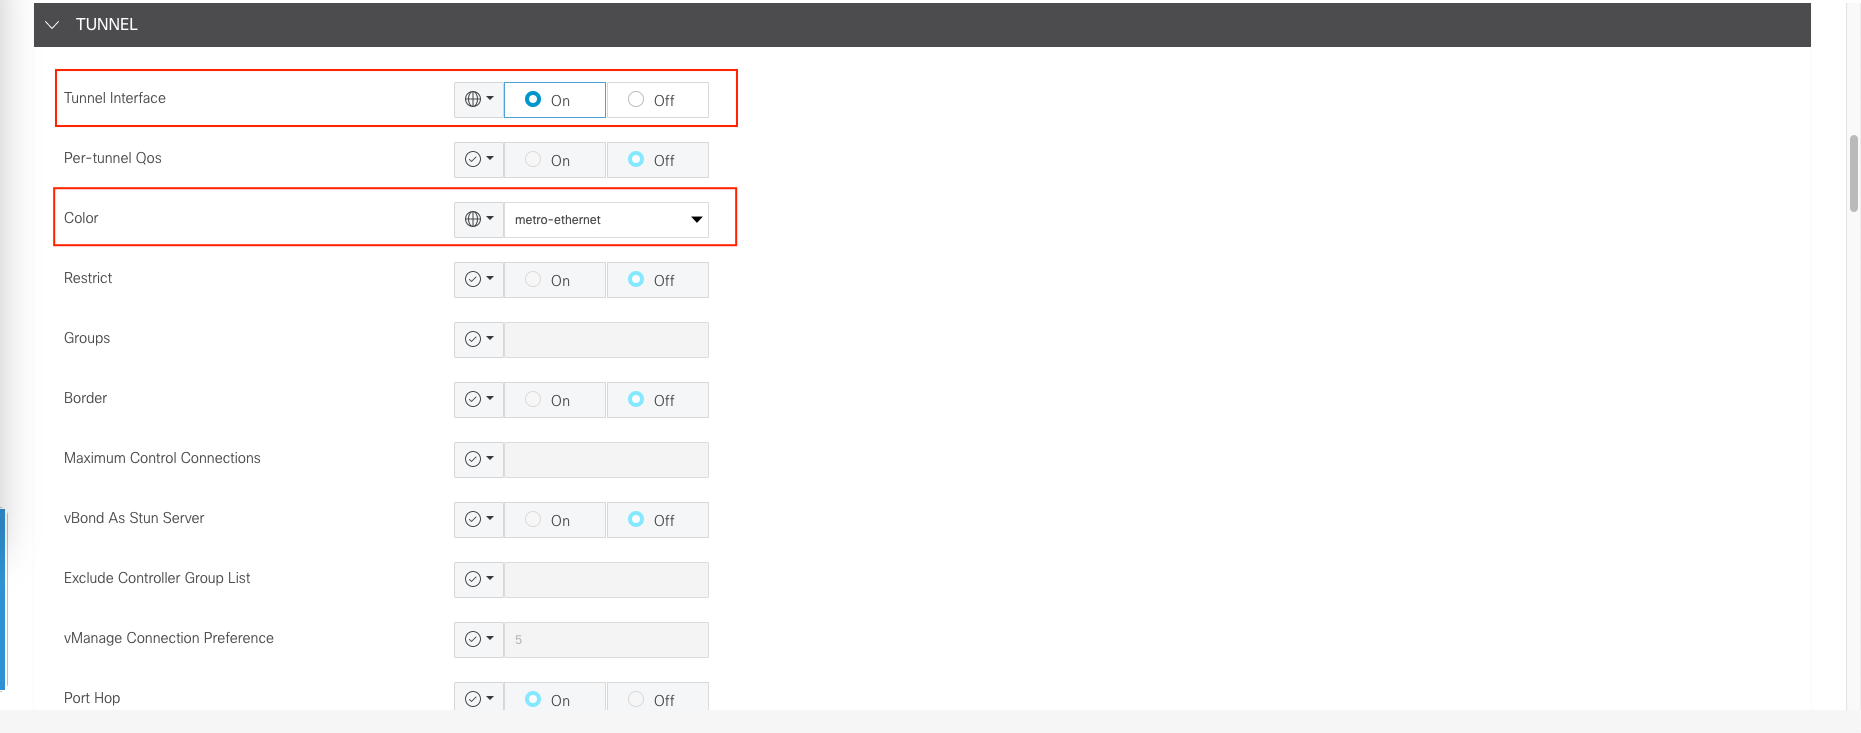 TUNNEL
Tunnel Interface On Off
Per-tunnel Qos On Off
Color metro-ethernet
Restrict On Off
Groups
Border On Off
Maximum Control Connections
vBond As Stun Server On Off
Exclude Controller Group List
vManage Connection Preference 5
Port Hop On Off